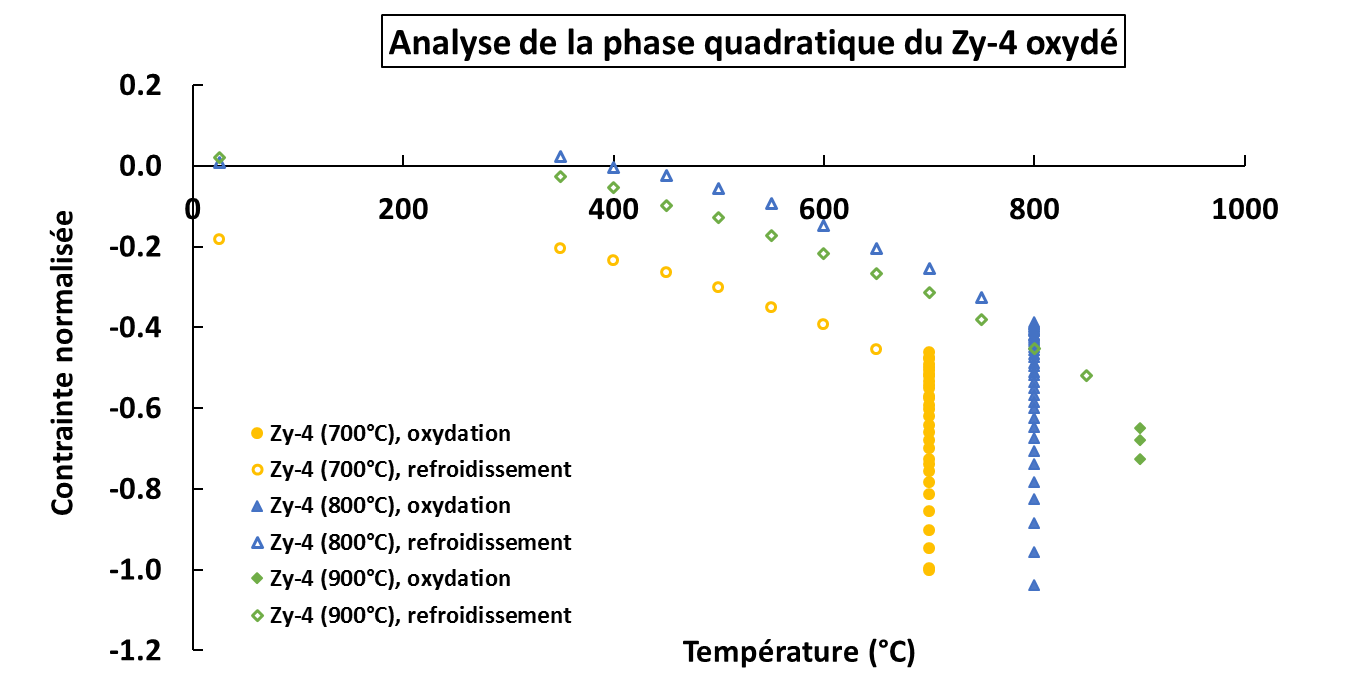 Analyse de la phase quadratique du Zy-4 oxydé
0.2
0.0
0 200 400 600 800 1000
-0.2
-0.4
-0.6
-0.8
-1.0
-1.2
Contrainte normalisée
Zy-4 (700°C), oxydation
Zy-4 (700°C), refroidissement
Zy-4 (800°C), oxydation
Zy-4 (800°C), refroidissement
Zy-4 (900°C), oxydation
Zy-4 (900°C), refroidissement
Température (°C)